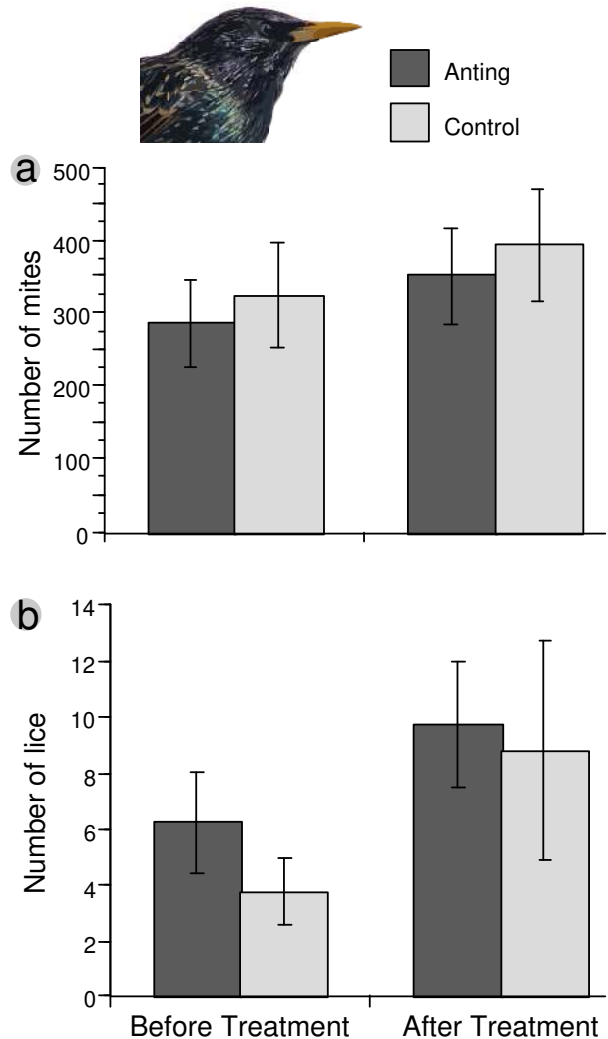 Anting
Control
a
500
400
300
200
100
0
Number of mites
b
14
12
10
8
6
4
2
0
Number of lice
Before Treatment
After Treatment